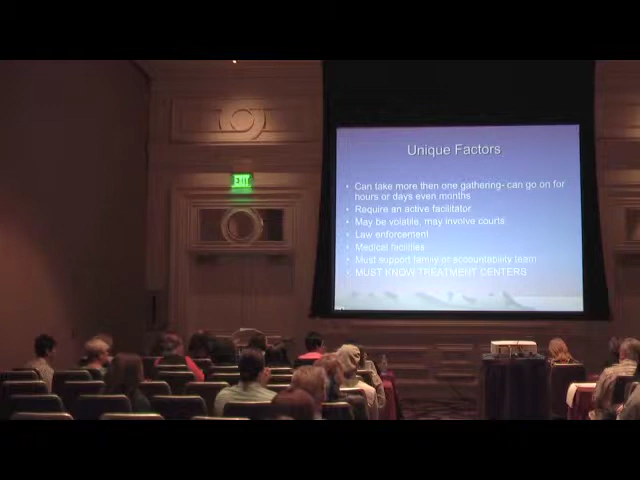 Unique Factors
• Can take more then one gathering- can go on for
hours or days even months
• Require an active facilitator
• May be volatile, may involve courts
• Law enforcement
• Medical facilities
• Must support family or accountability team
• MUST KNOW TREATMENT CENTERS
EXIT